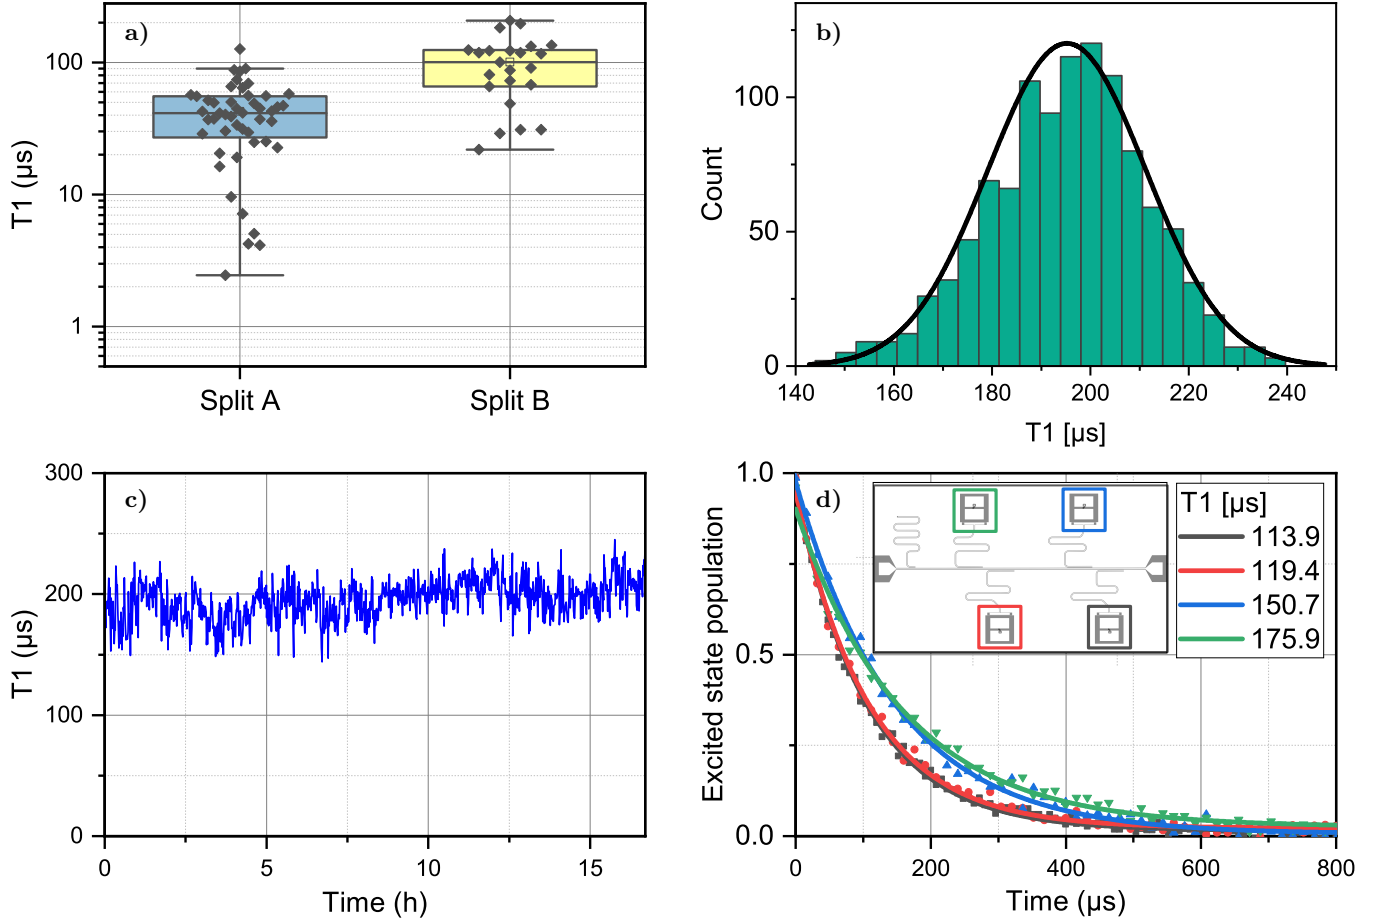 a)
100
10
1
T1 (µs)
Split A
Split B
b)
100
50
0
Count
140
160
180
200
220
240
T1 [µs]
c)
300
200
100
0
T1 (µs)
0
5
10
15
Time (h)
d)
1.0
0.5
0.0
Excited state population
T1 [µs]
113.9
119.4
150.7
175.9
0
200
400
600
800
Time (µs)